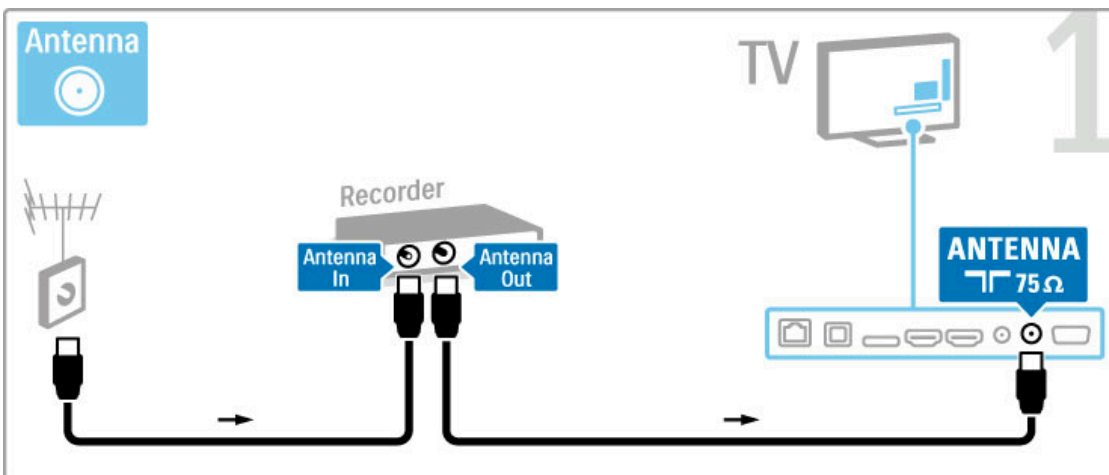 Antenna
TV
1
Recorder
Antenna
In
Antenna
Out
ANTENNA
75 Ω